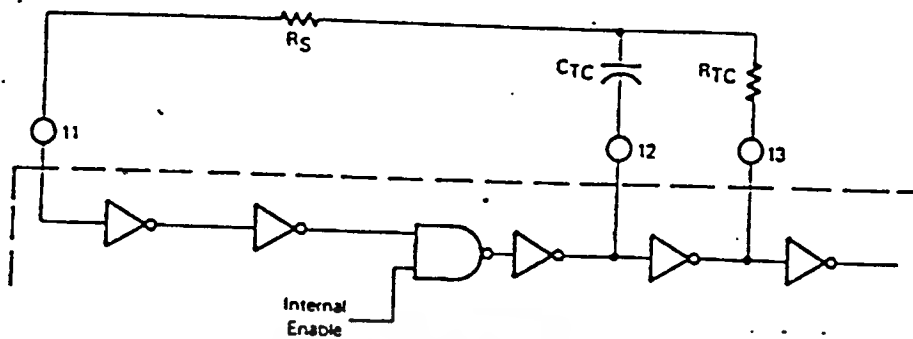 RS
CTC
RTC
11
12
13
Internal
Enable